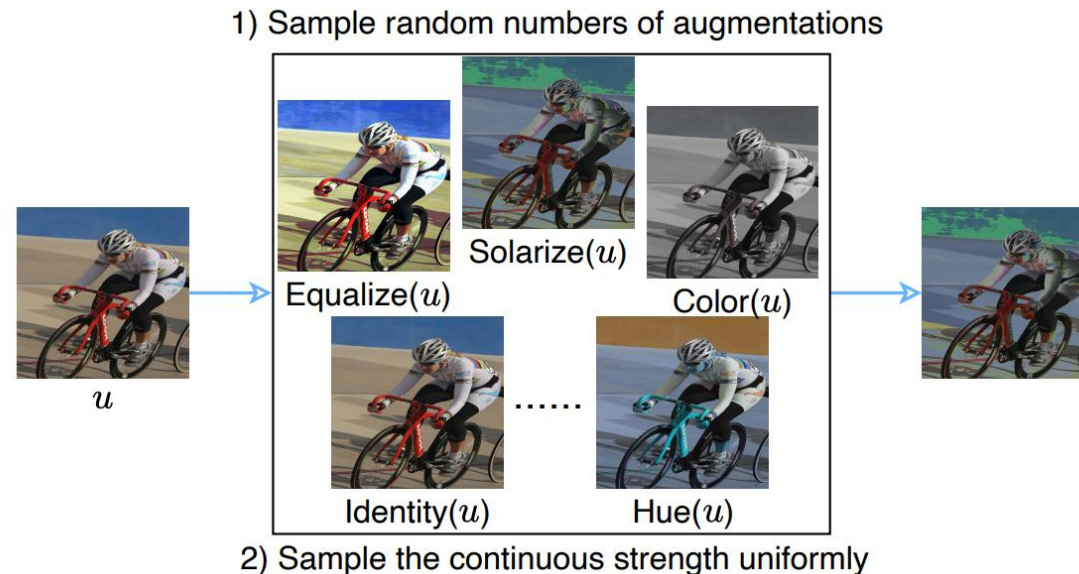 1) Sample random numbers of augmentations
Solarize(u)
Equalize(u)
Color(u)
u
......
Identity(u)
Hue(u)
2) Sample the continuous strength uniformly